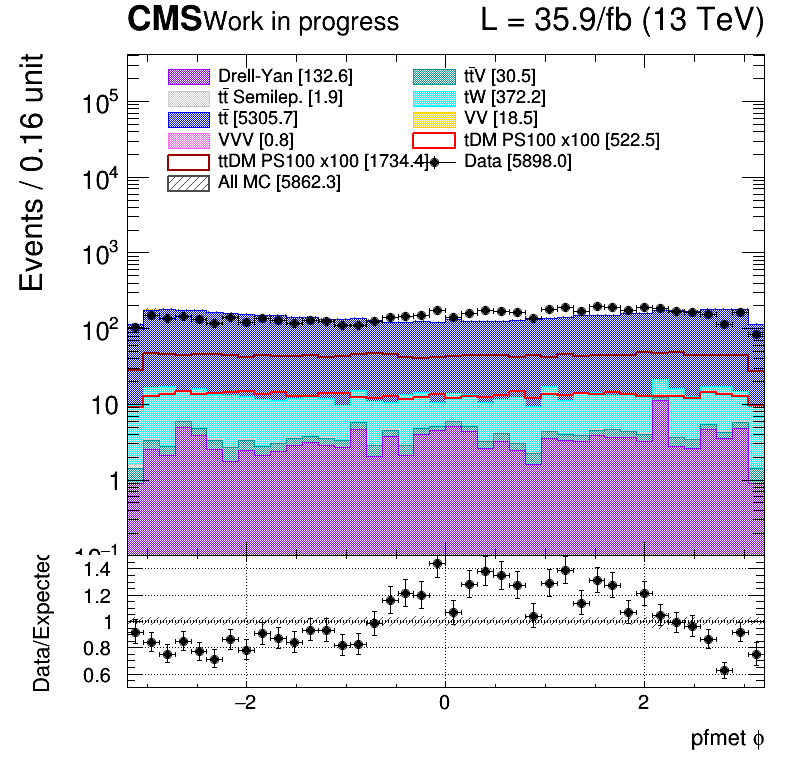 CMS Work in progress L = 35.9/fb (13 TeV)
Events / 0.16 unit
Drell-Yan [132.6] tt̄V [30.5]
tt̄ Semilep. [1.9] tW [372.2]
tt̄ [5305.7] VV [18.5]
VVV [0.8] tDM PS100 x100 [522.5]
ttDM PS100 x100 [1734.4] Data [5898.0]
All MC [5862.3]
10⁵
10⁴
10³
10²
10
1
10⁻¹
Data/Expected
1.4
1.2
1
0.8
0.6
−2 0 2
pfmet ϕ